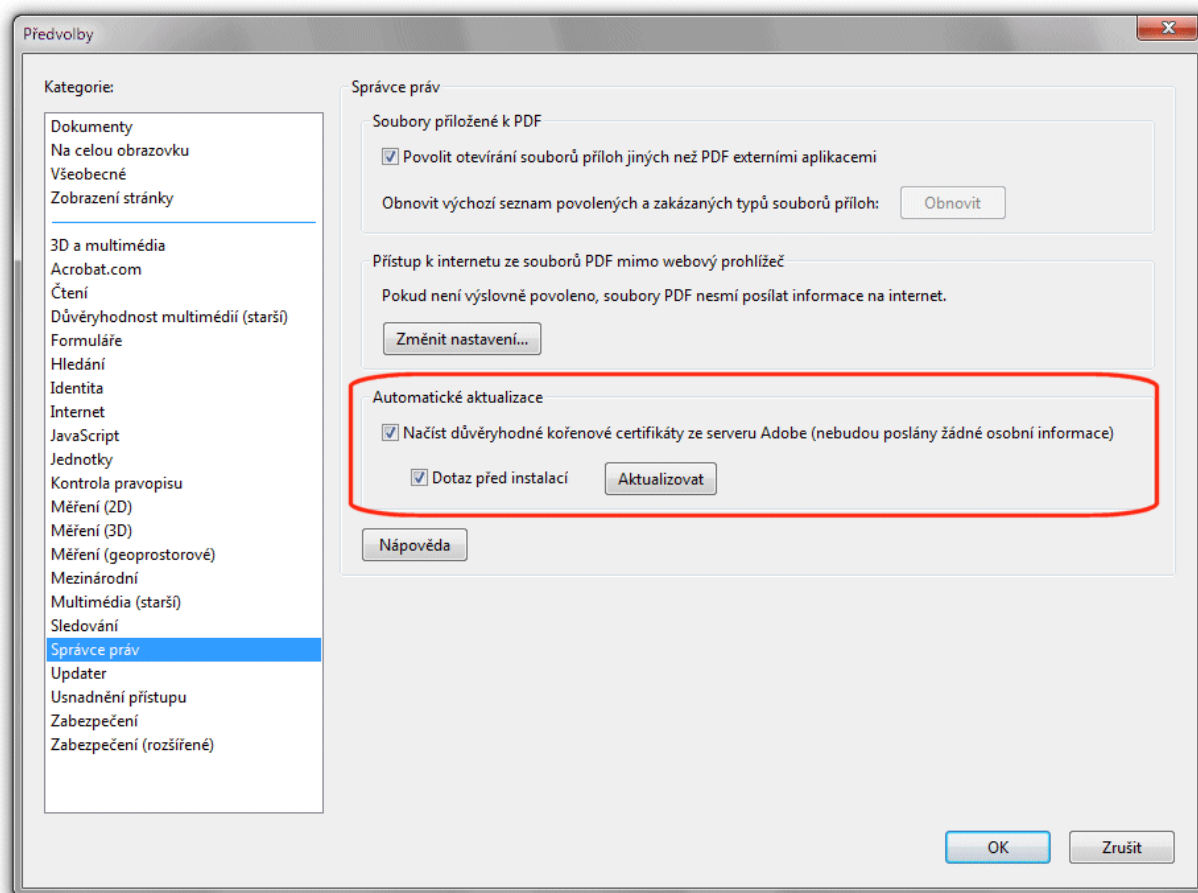 Předvolby
Kategorie:
Dokumenty
Na celou obrazovku
Všeobecné
Zobrazení stránky
3D a multimédia
Acrobat.com
Čtení
Důvěryhodnost multimédií (starší)
Formuláře
Hledání
Identita
Internet
JavaScript
Jednotky
Kontrola pravopisu
Měření (2D)
Měření (3D)
Měření (geoprostorové)
Mezinárodní
Multimédia (starší)
Sledování
Správce práv
Updater
Usnadnění přístupu
Zabezpečení
Zabezpečení (rozšířené)
Správce práv
Soubory přiložené k PDF
Povolit otevírání souborů příloh jiných než PDF externími aplikacemi
Obnovit výchozí seznam povolených a zakázaných typů souborů příloh: Obnovit
Přístup k internetu ze souborů PDF mimo webový prohlížeč
Pokud není výslovně povoleno, soubory PDF nesmí posílat informace na internet.
Změnit nastavení...
Automatické aktualizace
Načíst důvěryhodné kořenové certifikáty ze serveru Adobe (nebudou poslány žádné osobní informace)
Dotaz před instalací Aktualizovat
Nápověda
OK Zrušit